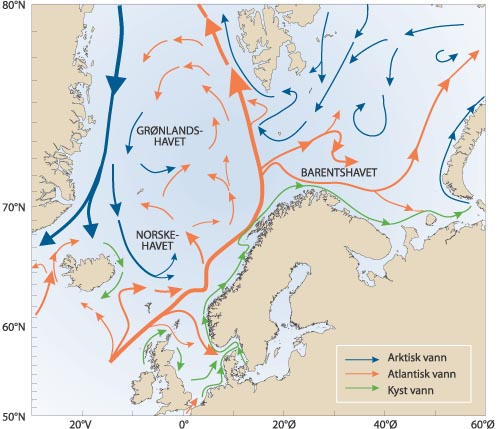 80°N
GRØNLANDS-
HAVET
BARENTSHAVET
70°N
NORSKE-
HAVET
60°N
Arktisk vann
Atlantisk vann
Kyst vann
50°N
20°V
0°
20°Ø
40°Ø
60°Ø